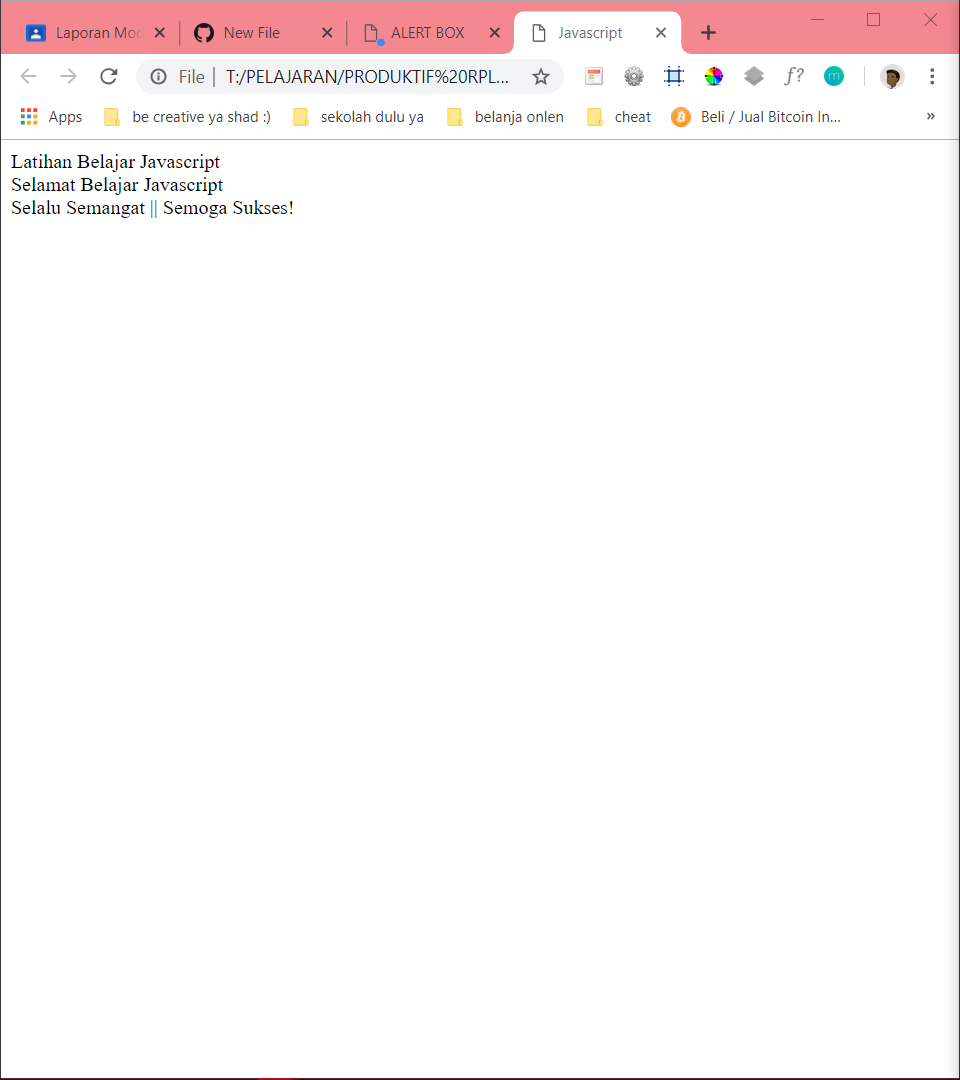 Laporan Mod
New File
ALERT BOX
Javascript
File | T:/PELAJARAN/PRODUKTIF%20RPL...
f?
m
Apps
be creative ya shad :)
sekolah dulu ya
belanja onlen
cheat
Beli / Jual Bitcoin In...
»
Latihan Belajar Javascript
Selamat Belajar Javascript
Selalu Semangat || Semoga Sukses!